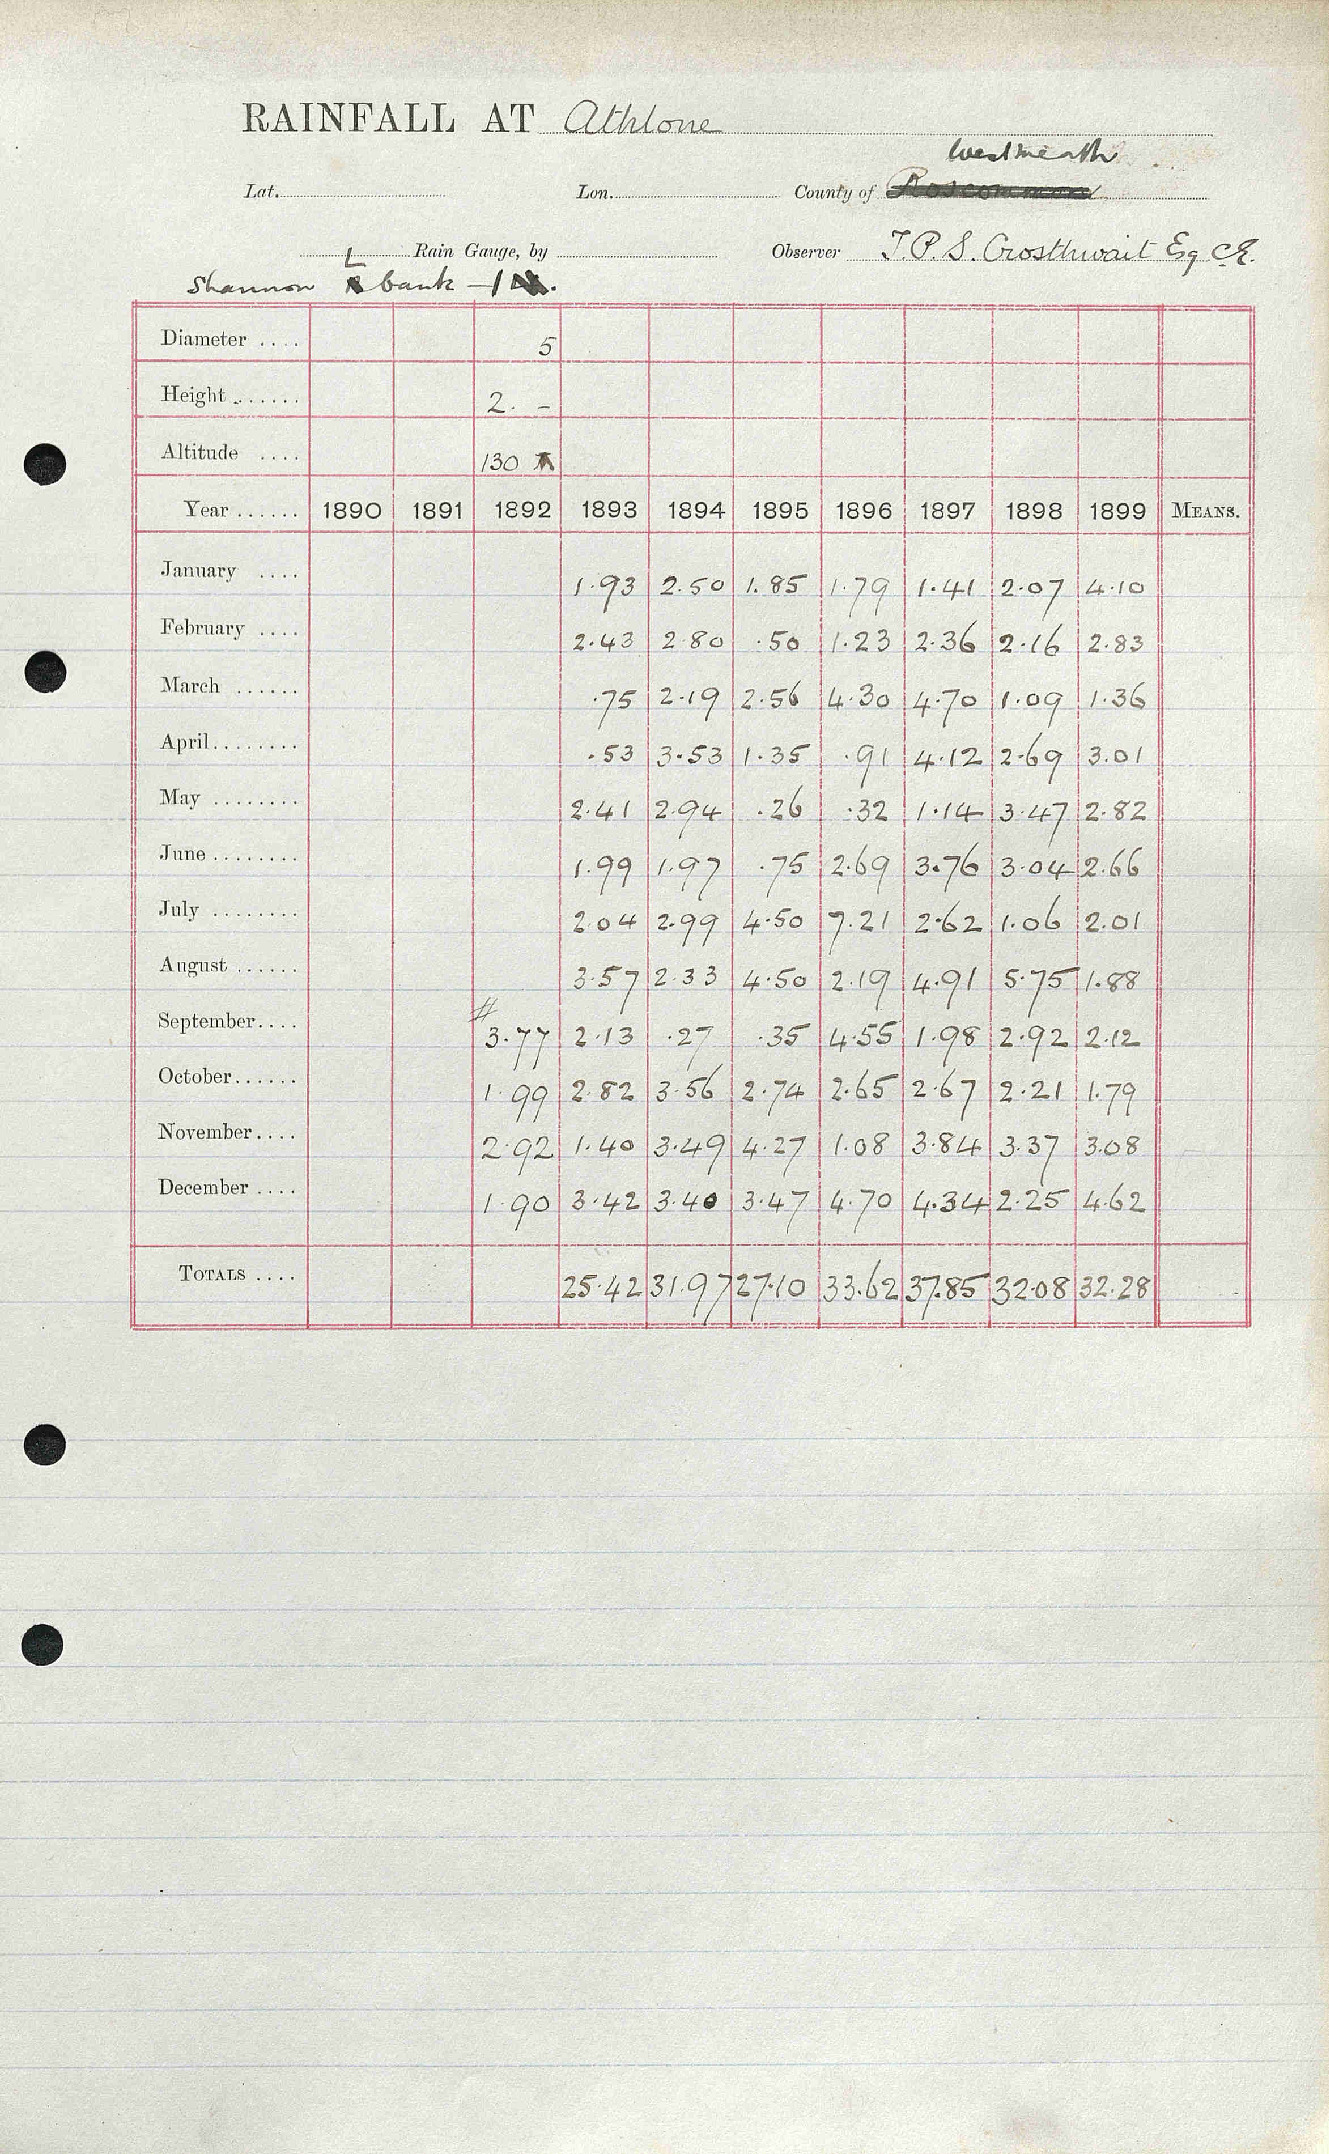 RAINFALL AT Athlone
Westmeath
Lat. Lon. County of Roscommon
Rain Gauge, by Observer J. P. S. Crosthwait Esq C.E.
L
Shannon bank — 1
Diameter .... 5
Height ...... 2. –
Altitude .... 130
Year ...... 1890 1891 1892 1893 1894 1895 1896 1897 1898 1899 MEANS.
January .... 1.93 2.50 1.85 1.79 1.41 2.07 4.10
February .... 2.43 2.80 .50 1.23 2.36 2.16 2.83
March ...... .75 2.19 2.56 4.30 4.70 1.09 1.36
April ........ .53 3.53 1.35 .91 4.12 2.69 3.01
May ........ 2.41 2.94 .26 .32 1.14 3.47 2.82
June ........ 1.99 1.97 .75 2.69 3.76 3.04 2.66
July ........ 2.04 2.99 4.50 7.21 2.62 1.06 2.01
August ...... 3.57 2.33 4.50 2.19 4.91 5.75 1.88
#
September.... 3.77 2.13 .27 .35 4.55 1.98 2.92 2.12
October...... 1.99 2.82 3.56 2.74 2.65 2.67 2.21 1.79
November.... 2.92 1.40 3.49 4.27 1.08 3.84 3.37 3.08
December .... 1.90 3.42 3.40 3.47 4.70 4.34 2.25 4.62
TOTALS .... 25.42 31.97 27.10 33.62 37.85 32.08 32.28